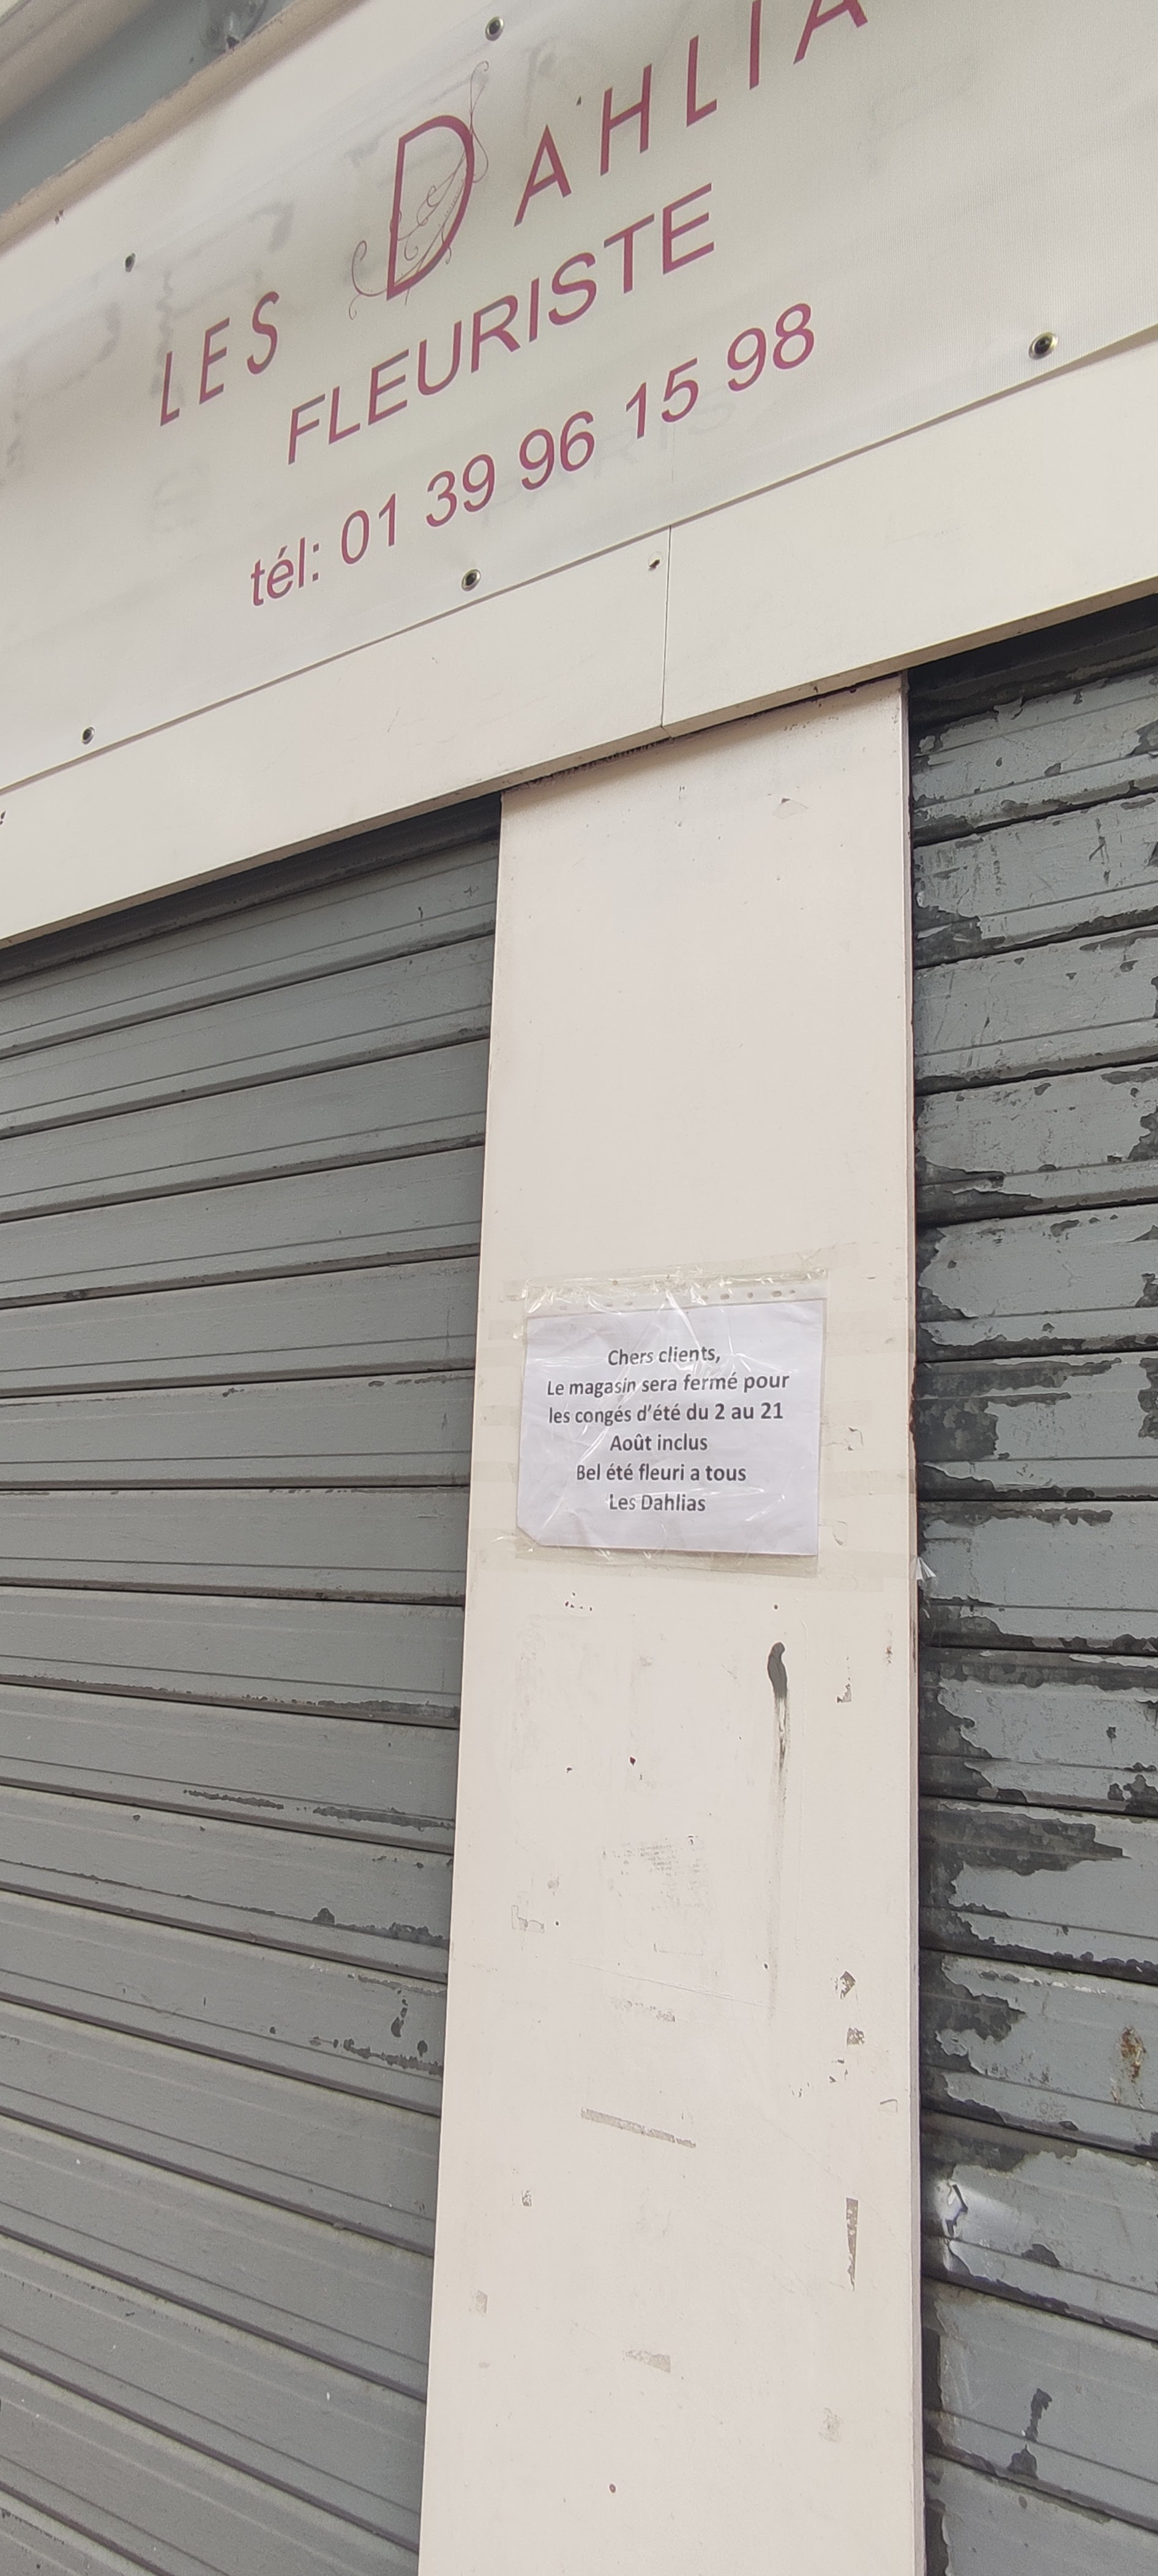 LES DAHLIA
FLEURISTE
tél: 01 39 96 15 98
Chers clients,
Le magasin sera fermé pour
les congés d'été du 2 au 21
Août inclus
Bel été fleuri a tous
Les Dahlias